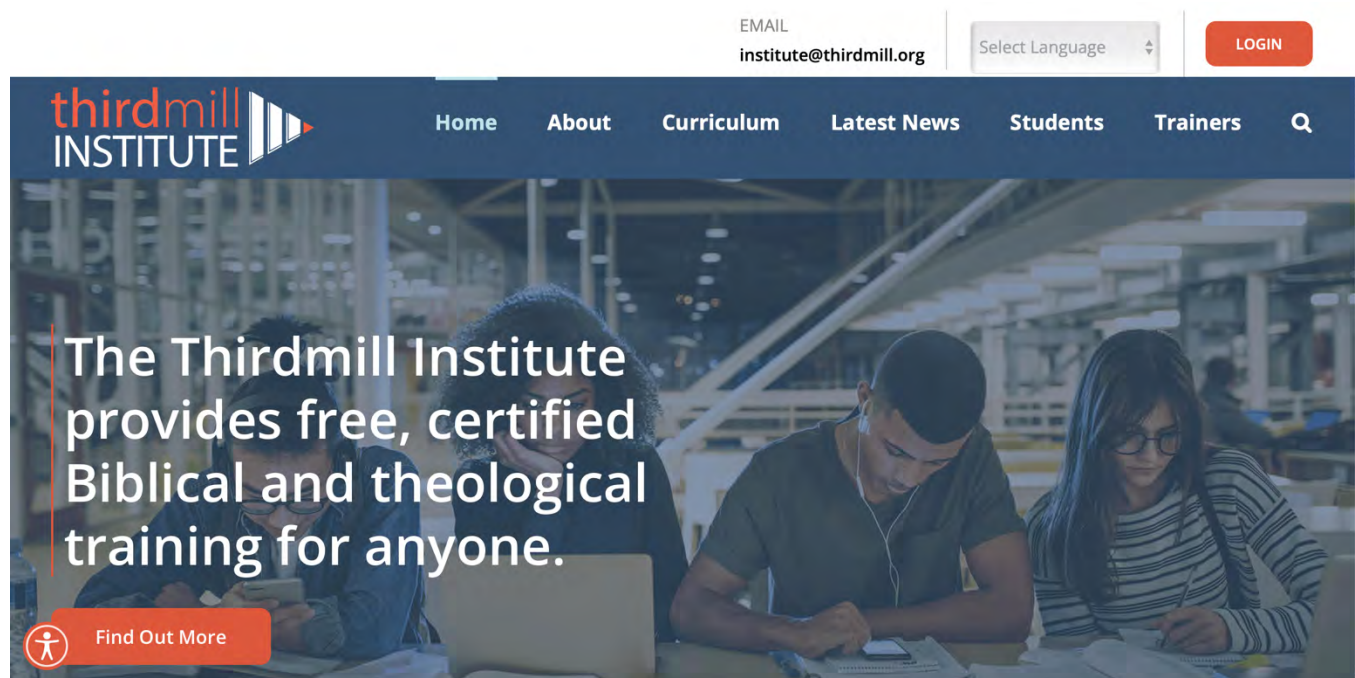 EMAIL
institute@thirdmill.org
Select Language
LOGIN
thirdmill
INSTITUTE
Home About Curriculum Latest News Students Trainers
The Thirdmill Institute
provides free, certified
Biblical and theological
training for anyone.
Find Out More